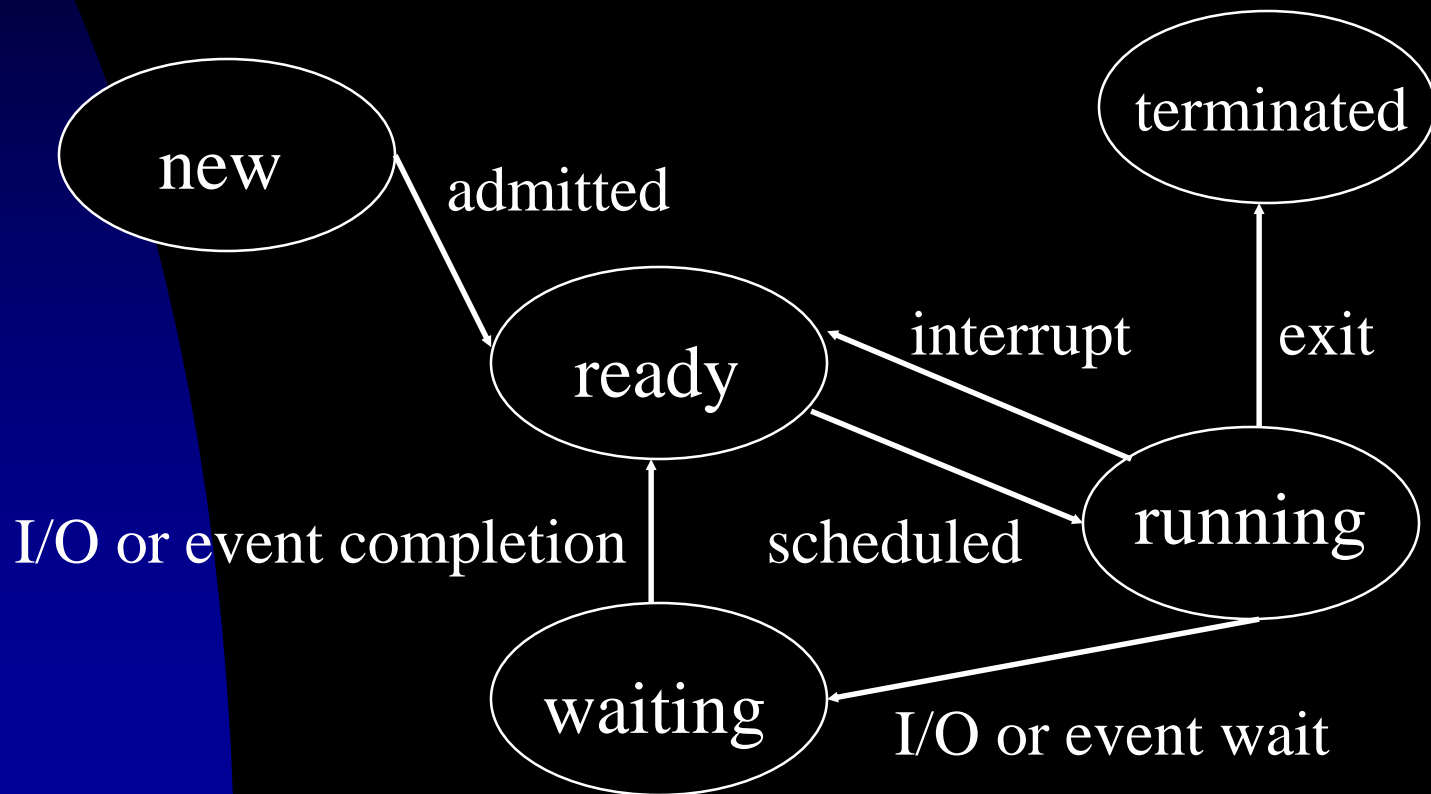 terminated
new
admitted
interrupt
exit
ready
running
I/O or event completion
scheduled
waiting
I/O or event wait